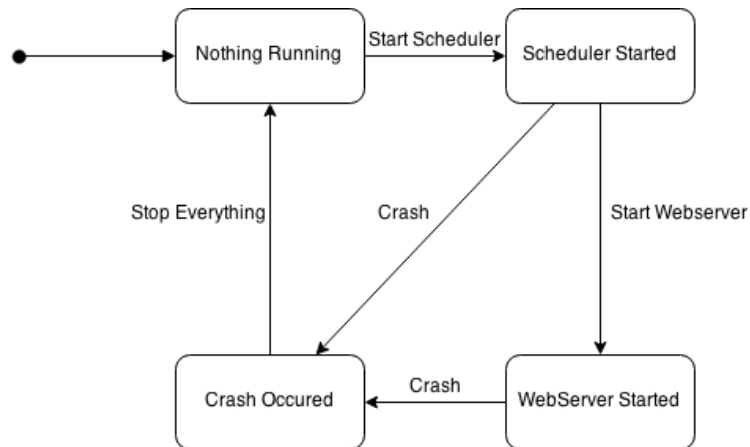 Start Scheduler
Nothing Running
Scheduler Started
Stop Everything
Crash
Start Webserver
Crash
Crash Occured
WebServer Started